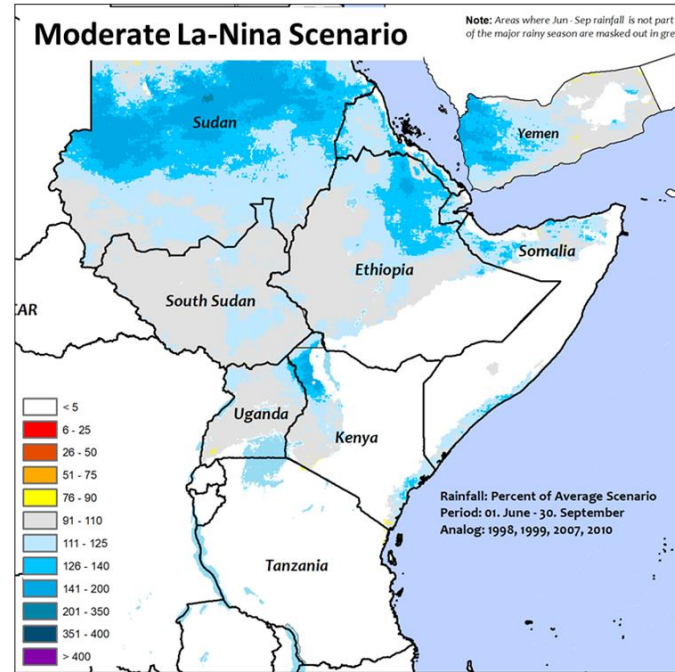 Moderate La-Nina Scenario
Note: Areas where Jun - Sep rainfall is not part
of the major rainy season are masked out in gre
Sudan
Yemen
Somalia
Ethiopia
South Sudan
CAR
Uganda
Kenya
Tanzania
< 5
6 - 25
26 - 50
51 - 75
76 - 90
91 - 110
111 - 125
126 - 140
141 - 200
201 - 350
351 - 400
> 400
Rainfall: Percent of Average Scenario
Period: 01. June - 30. September
Analog: 1998, 1999, 2007, 2010